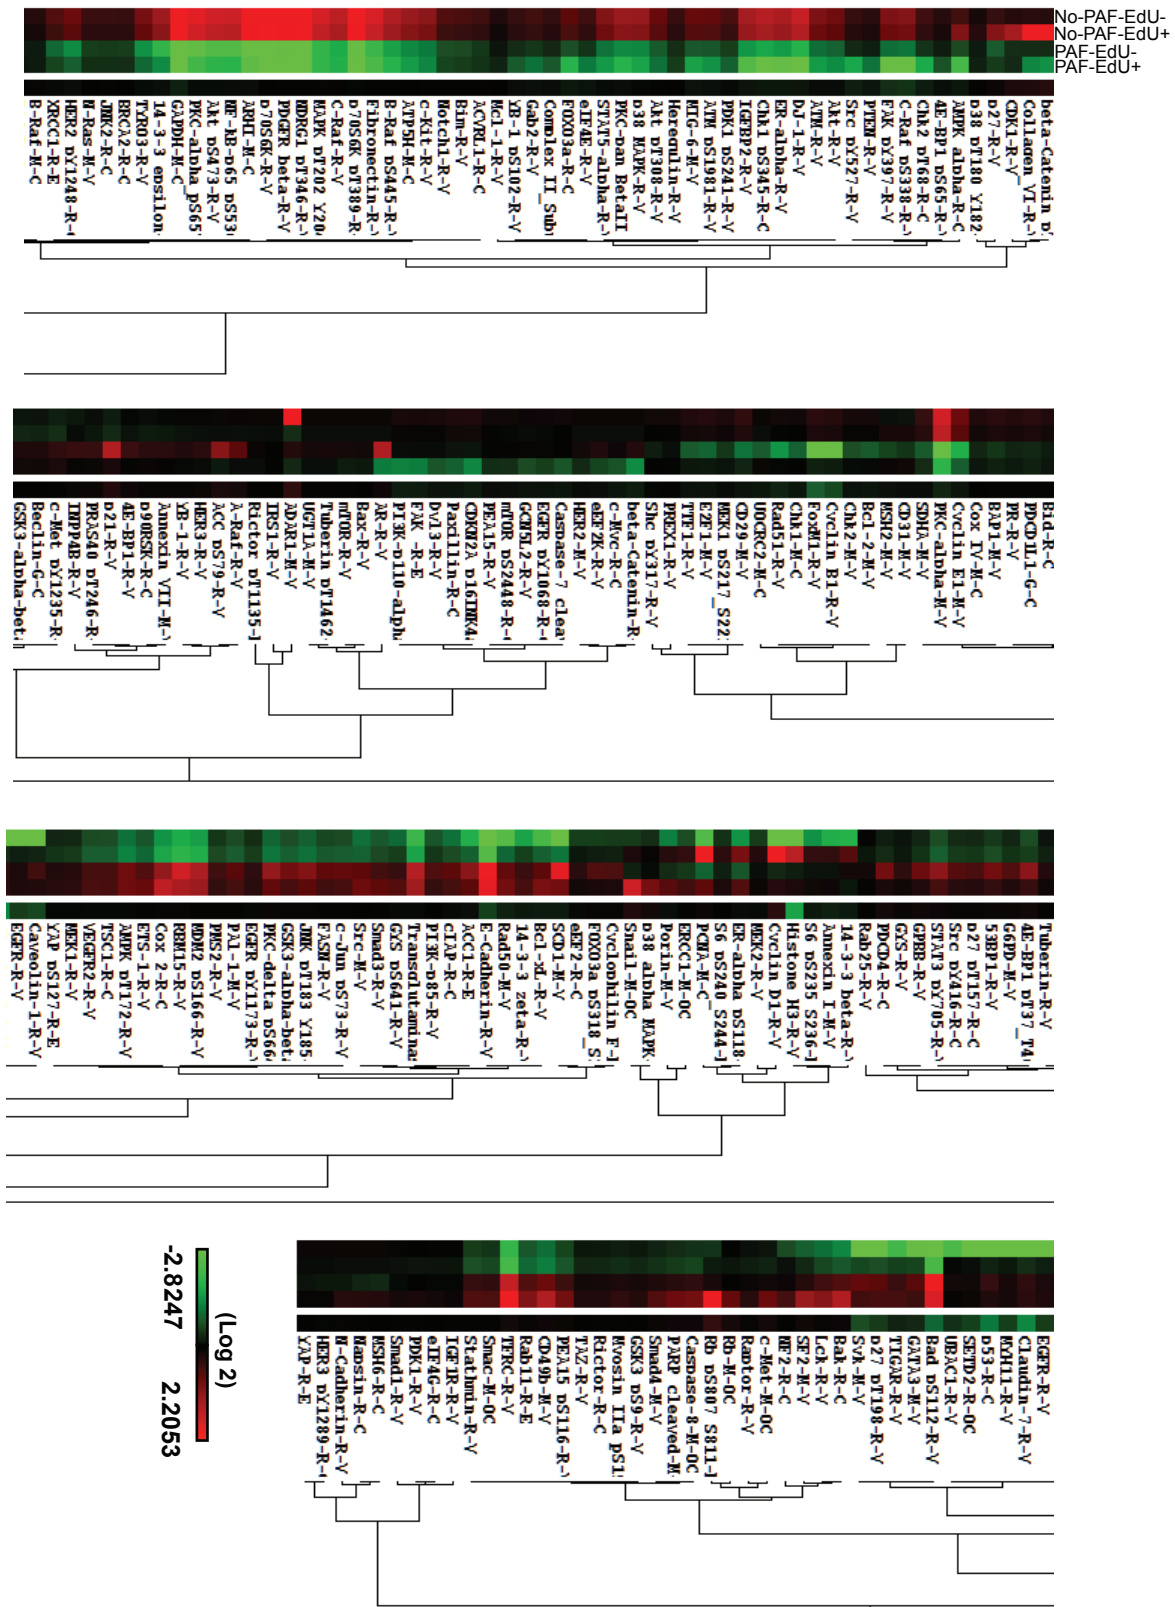 No-PAF-EdU-
No-PAF-EdU+
PAF-EdU-
PAF-EdU+
beta-Catenin
Collagen VI-R-
CDK1-R-V
p27-R-V
p38 pT180 Y182
AMPK alpha-R-C
4E-BP1 pS65-R-
Chk2 pT68-R-C
C-Raf pS338-R-
FAK pY397-R-V
PTEN-R-V
Src pY527-R-V
Akt-R-V
ATM-R-V
DJ-1-R-V
ER-alpha-R-V
Chk1 pS345-R-C
IGFBP2-R-V
PDK1 pS241-R-V
ATM pS1981-R-V
MIG-6-M-V
Heregulin-R-V
Akt pT308-R-V
p38 MAPK-R-V
PKC-pan BetaII
STAT5-alpha-R-
eIF4E-R-V
FOXO3a-R-C
Complex II_Sub
Gab2-R-V
YB-1 pS102-R-V
Mcl-1-R-V
ACVRL1-R-C
Bim-R-V
Notch1-R-V
c-Kit-R-V
ATP5H-M-C
B-Raf pS445-R-
Fibronectin-R-
p70S6K pT389-R
C-Raf-R-V
MAPK pT202 Y20
NDRG1 pT346-R-
PDGFR beta-R-V
p70S6K-R-V
ARHI-M-C
NF-kB-p65 pS53
Akt pS473-R-V
PKC-alpha pS65
GAPDH-M-C
14-3-3 epsilon
TYRO3-R-V
BRCA2-R-C
JNK2-R-C
N-Ras-M-V
HER2 pY1248-R-
XRCC1-R-E
B-Raf-M-C
Bid-R-C
PDCD1L1-G-C
PR-R-V
BAP1-M-V
Cox IV-M-C
Cyclin E1-M-V
PKC-alpha-M-V
SDHA-M-V
CD31-M-V
MSH2-M-V
Bcl-2-M-V
Chk2-M-V
Cyclin B1-R-V
FoxM1-R-V
Chk1-M-C
Rad51-R-V
UQCRC2-M-C
CD29-M-V
MEK1 pS217_S22
E2F1-M-V
TTF1-R-V
PREX1-R-V
Shc pY317-R-V
beta-Catenin-R
c-Myc-R-C
eEF2K-R-V
HER2-M-V
Caspase-7 clea
EGFR pY1068-R-
GCN5L2-R-V
mTOR pS2448-R-
PEA15-R-V
CDKN2A p16INK4
Paxillin-R-C
Dvl3-R-V
FAK -R-E
PI3K-p110-alph
AR-R-V
Bax-R-V
mTOR-R-V
Tuberin pT1462
UGT1A-M-V
ADAR1-M-V
IRS1-R-V
Rictor pT1135-
A-Raf-R-V
ACC pS79-R-V
HER3-R-V
YB-1-R-V
Annexin VII-M-
p90RSK-R-C
4E-BP1-R-V
p21-R-V
PRAS40 pT246-R
INPP4B-R-V
c-Met pY1235-R
Beclin-G-C
GSK3-alpha-bet
Tuberin-R-V
4E-BP1 pT37_T4
G6PD-M-V
53BP1-R-V
p27 pT157-R-C
Src pY416-R-C
STAT3 pY705-R-
GPBB-R-V
GYS-R-V
PDCD4-R-C
Rab25-R-V
14-3-3 beta-R-
Annexin I-M-V
S6 pS235 S236-
Histone H3-R-V
Cyclin D1-R-V
MEK2-R-V
ER-alpha pS118
S6 pS240 S244-
PCNA-M-C
ERCC1-M-OC
Porin-M-V
p38 alpha MAPK
Snail-M-OC
Cyclophilin F-
FOXO3a pS318_S
eEF2-R-C
SCD1-M-V
Bcl-xL-R-V
14-3-3 zeta-R-
Rad50-M-V
E-Cadherin-R-V
ACC1-R-E
cIAP-R-C
PI3K-p85-R-V
Transglutamina
GYS pS641-R-V
Smad3-R-V
Src-M-V
c-Jun pS73-R-V
FASN-R-V
JNK pT183 Y185
GSK3-alpha-bet
PKC-delta pS66
EGFR pY1173-R-
PAI-1-M-V
PMS2-R-V
MDM2 pS166-R-V
RBM15-R-V
Cox 2-R-C
ETS-1-R-V
AMPK pT172-R-V
TSC1-R-C
VEGFR2-R-V
MEK1-R-V
YAP pS127-R-E
Caveolin-1-R-V
EGFR-R-V
EGFR-R-V
Claudin-7-R-V
MYH11-R-V
p53-R-C
SETD2-R-OC
UBAC1-R-V
Bad pS112-R-V
GATA3-M-V
TIGAR-R-V
p27 pT198-R-V
Syk-M-V
Bak-R-C
Lck-R-V
SF2-M-V
NF2-R-C
c-Met-M-OC
Raptor-R-V
Rb-M-OC
Rb pS807 S811-
Caspase-8-M-OC
PARP cleaved-M
Smad4-M-V
GSK3 pS9-R-V
Myosin IIa pS1
Rictor-R-C
TAZ-R-V
PEA15 pS116-R-
CD49b-M-V
Rab11-R-E
TFRC-R-V
Smac-M-OC
Stathmin-R-V
IGF1R-R-V
eIF4G-R-C
PDK1-R-V
Smad1-R-V
MSH6-R-C
Napsin-R-C
N-Cadherin-R-V
HER3 pY1289-R-
YAP-R-E
(Log 2)
-2.8247 2.2053